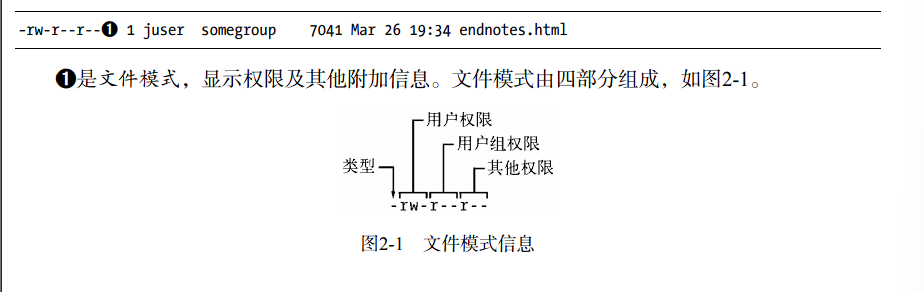 -rw-r--r--❶ 1 juser somegroup 7041 Mar 26 19:34 endnotes.html
❶是文件模式，显示权限及其他附加信息。文件模式由四部分组成，如图2-1。
用户权限
用户组权限
类型
其他权限
-rw-r--r--
图2-1 文件模式信息